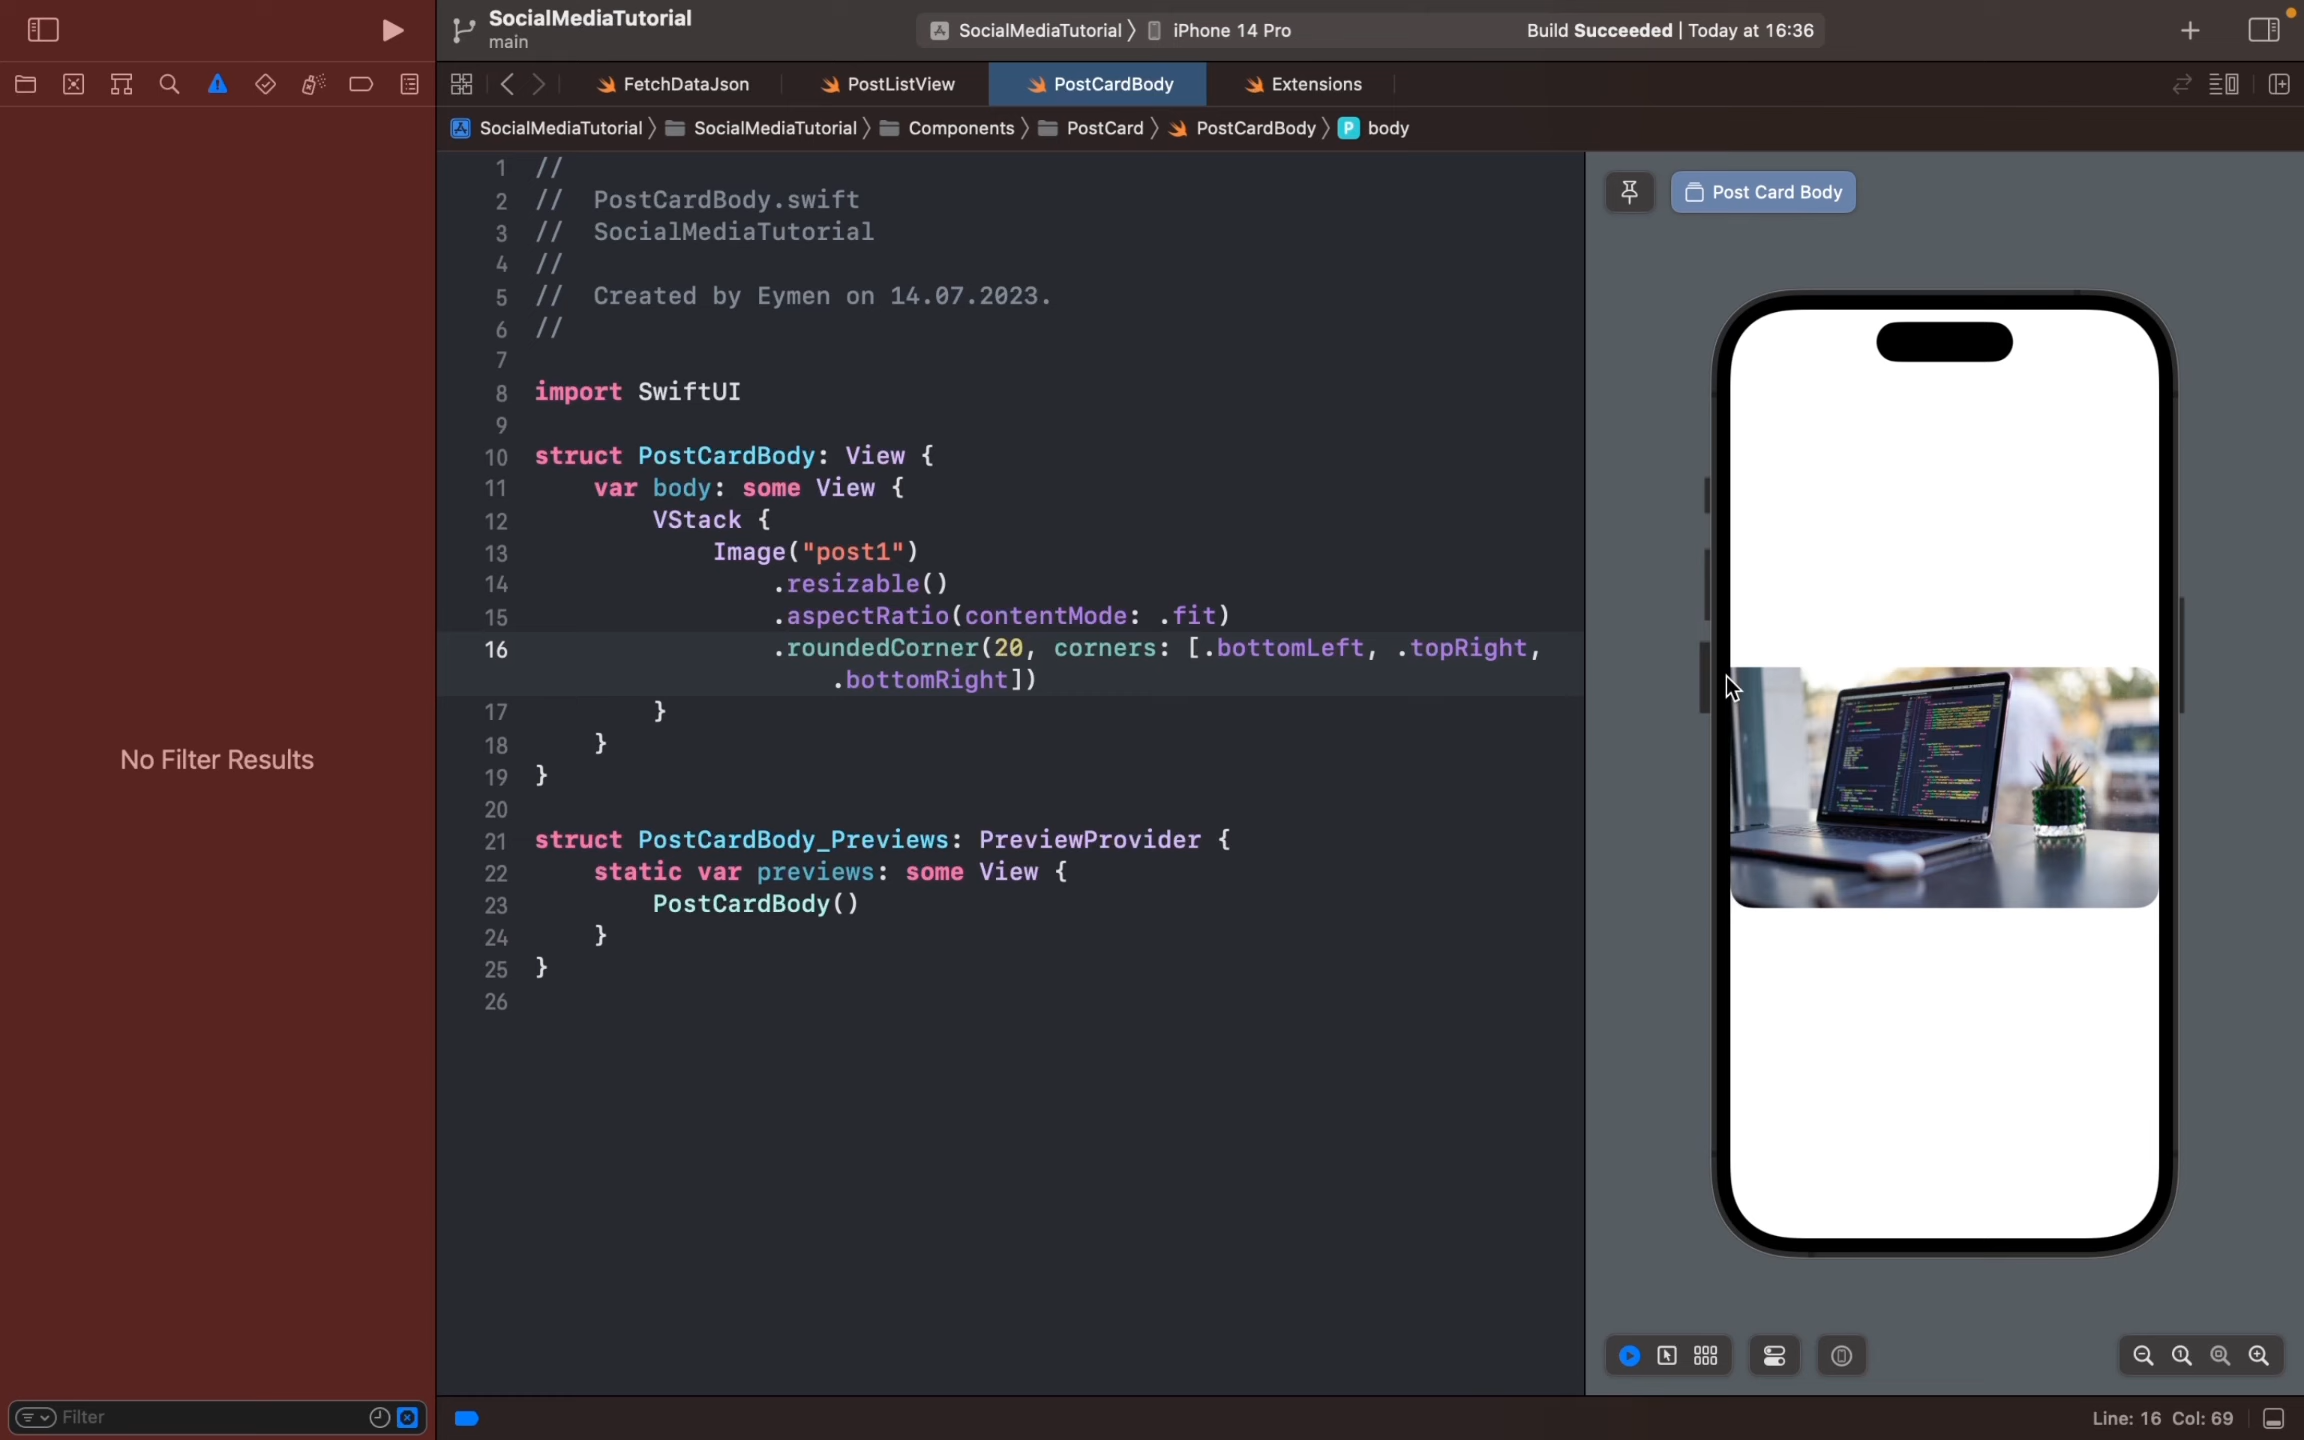 SocialMediaTutorial
main
SocialMediaTutorial 〉 iPhone 14 Pro
Build Succeeded | Today at 16:36
FetchDataJson
PostListView
PostCardBody
Extensions
SocialMediaTutorial 〉 SocialMediaTutorial 〉 Components 〉 PostCard 〉 PostCardBody 〉 P body
1 //
2 //  PostCardBody.swift
3 //  SocialMediaTutorial
4 //
5 //  Created by Eymen on 14.07.2023.
6 //
7
8 import SwiftUI
9
10 struct PostCardBody: View {
11     var body: some View {
12         VStack {
13             Image("post1")
14                 .resizable()
15                 .aspectRatio(contentMode: .fit)
16                 .roundedCorner(20, corners: [.bottomLeft, .topRight,
                    .bottomRight])
17         }
18     }
19 }
20
21 struct PostCardBody_Previews: PreviewProvider {
22     static var previews: some View {
23         PostCardBody()
24     }
25 }
26
Post Card Body
No Filter Results
Filter
Line: 16 Col: 69